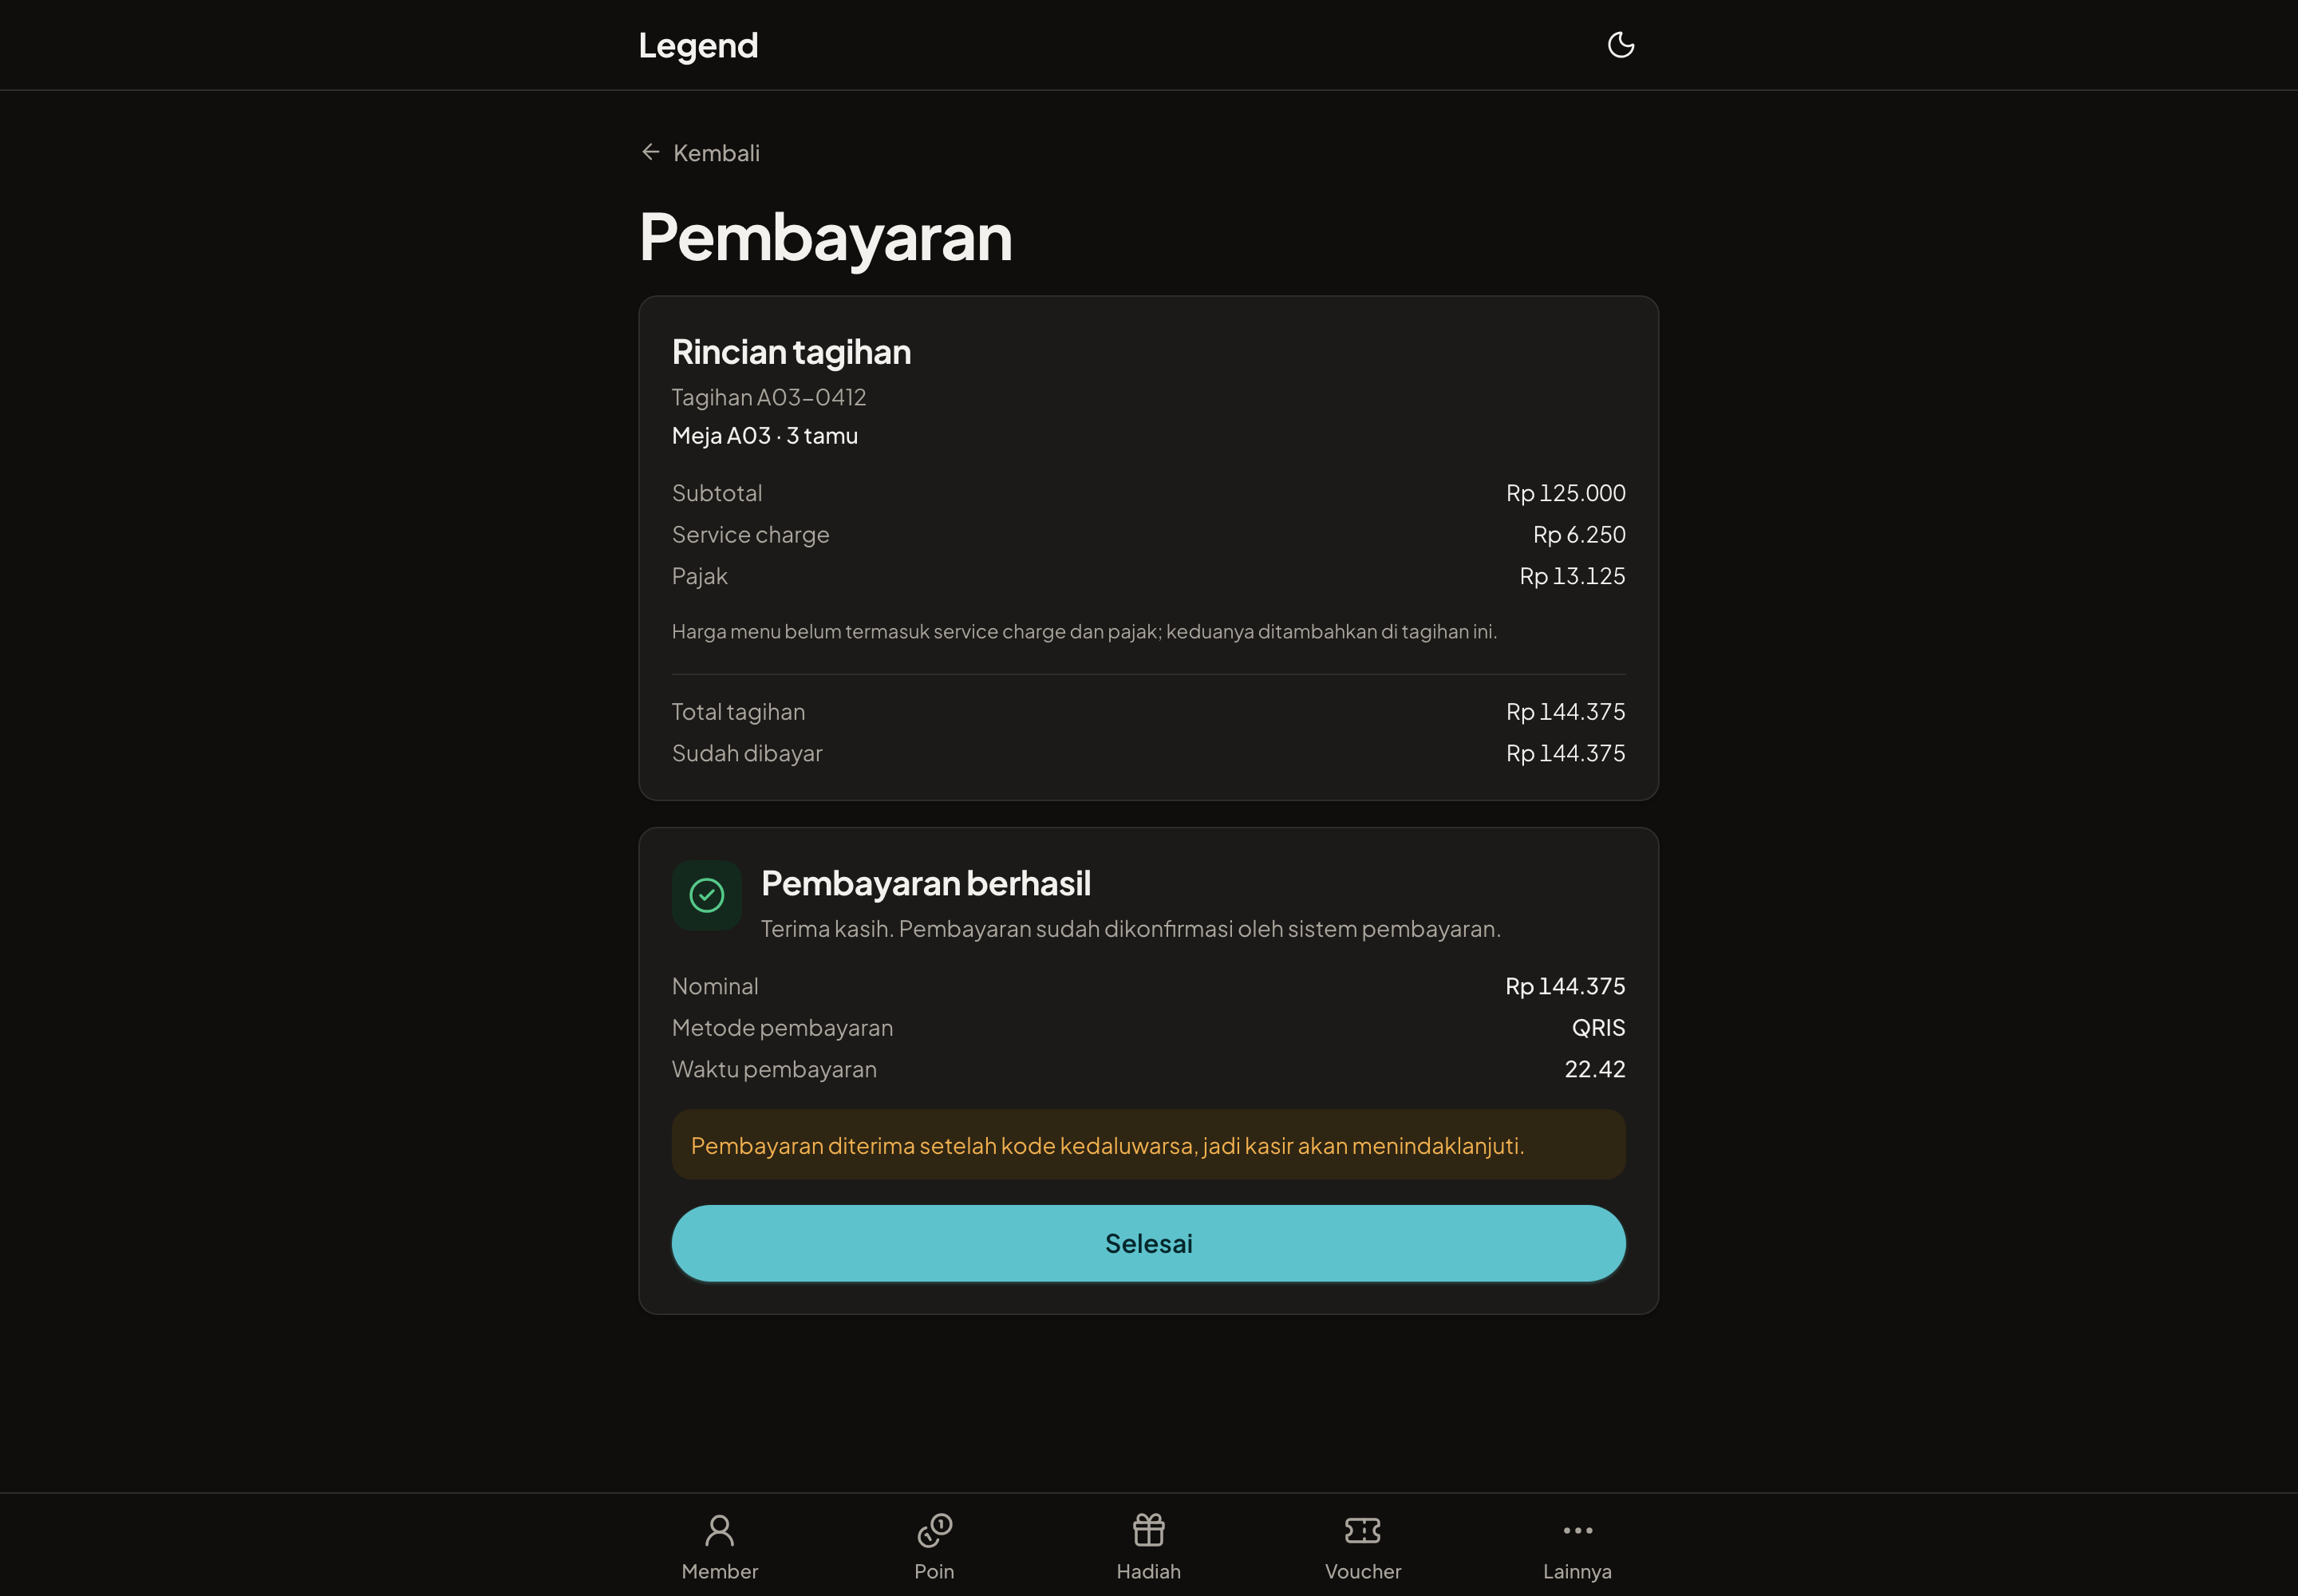 Legend
Kembali
Pembayaran
Rincian tagihan
Tagihan A03–0412
Meja A03 · 3 tamu
Subtotal Rp 125.000
Service charge Rp 6.250
Pajak Rp 13.125
Harga menu belum termasuk service charge dan pajak; keduanya ditambahkan di tagihan ini.
Total tagihan Rp 144.375
Sudah dibayar Rp 144.375
Pembayaran berhasil
Terima kasih. Pembayaran sudah dikonfirmasi oleh sistem pembayaran.
Nominal Rp 144.375
Metode pembayaran QRIS
Waktu pembayaran 22.42
Pembayaran diterima setelah kode kedaluwarsa, jadi kasir akan menindaklanjuti.
Selesai
Member Poin Hadiah Voucher Lainnya